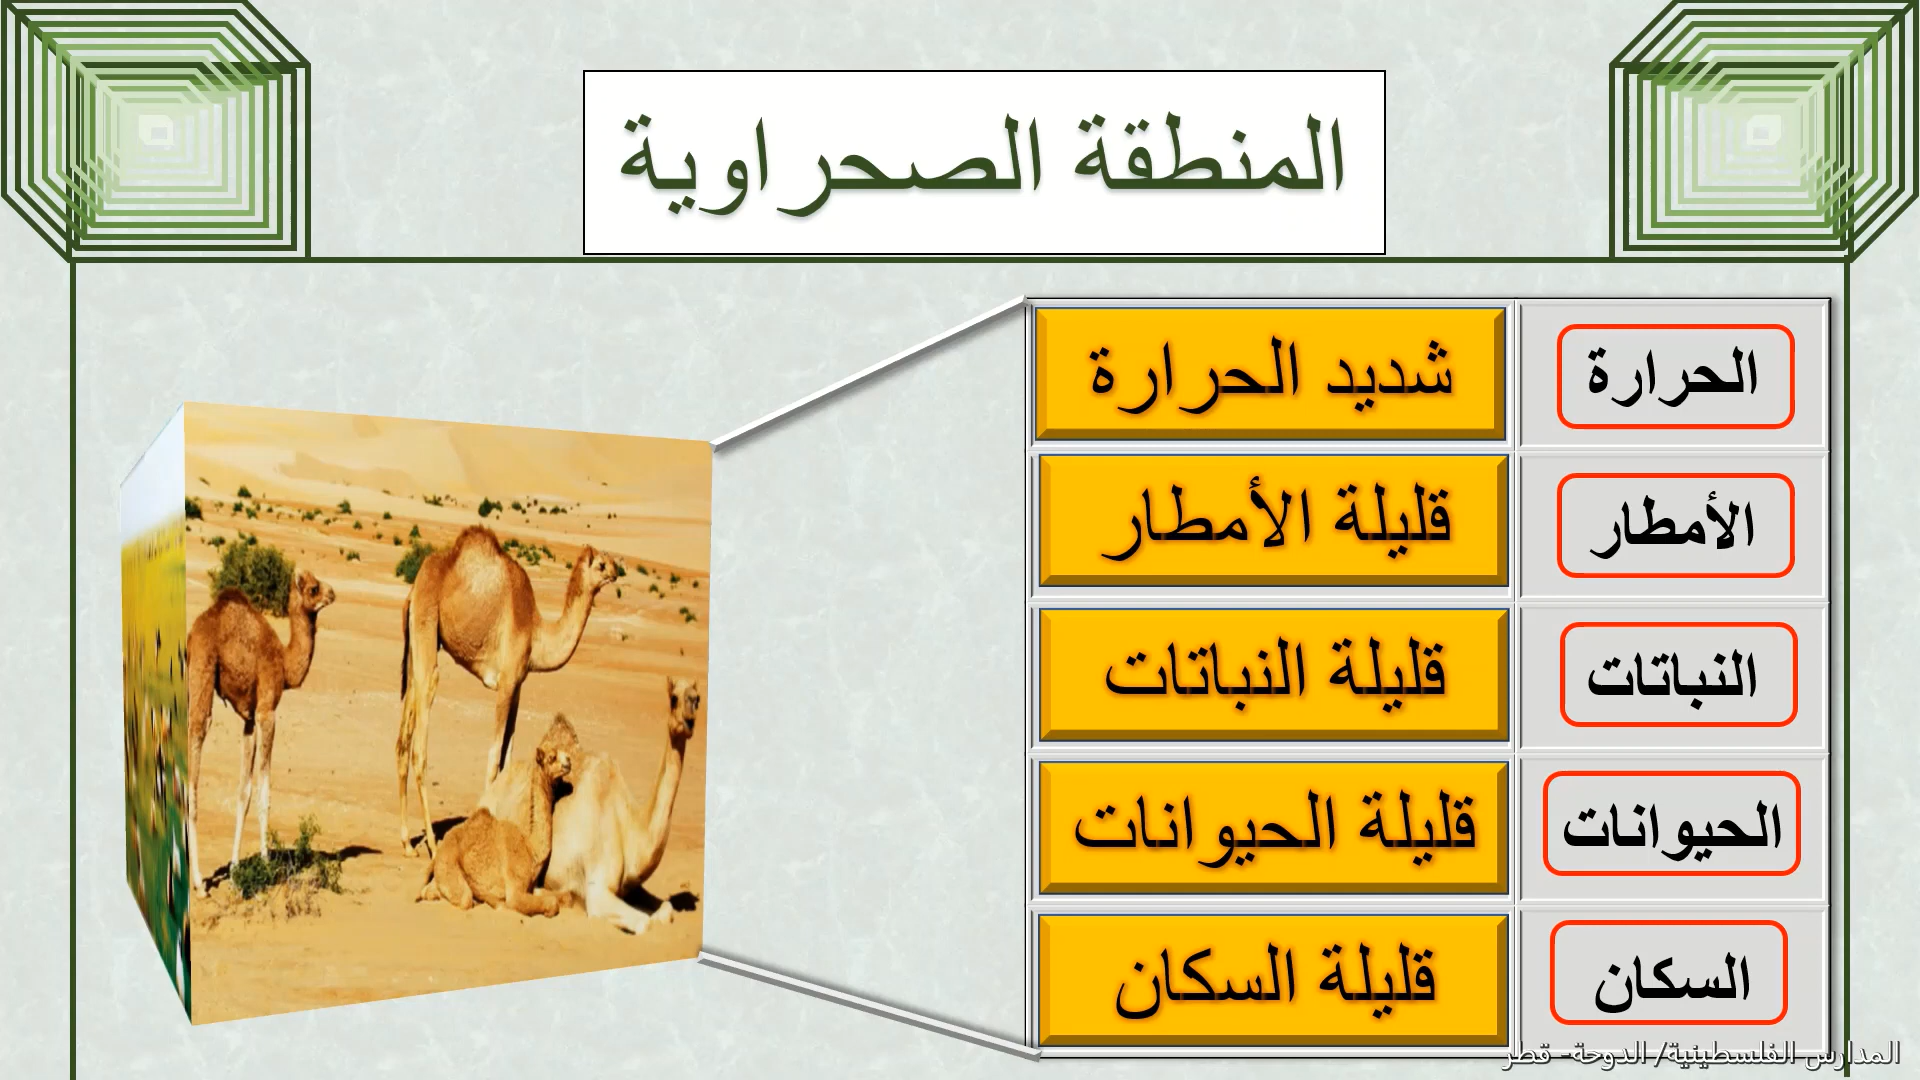 المنطقة الصحراوية
الحرارة
شديد الحرارة
الأمطار
قليلة الأمطار
النباتات
قليلة النباتات
الحيوانات
قليلة الحيوانات
السكان
قليلة السكان
المدارس الفلسطينية/ الدوحة- قطر